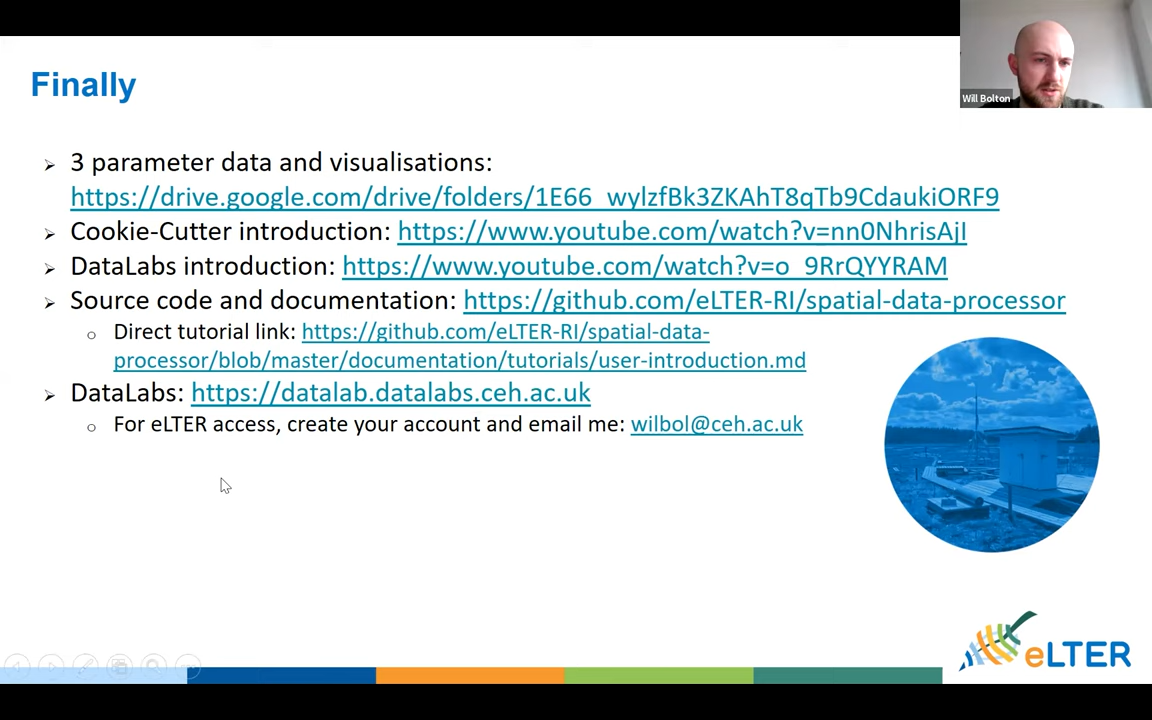 Finally
Will Bolton
3 parameter data and visualisations:
https://drive.google.com/drive/folders/1E66_wylzfBk3ZKAhT8qTb9CdaukiORF9
Cookie-Cutter introduction: https://www.youtube.com/watch?v=nn0NhrisAjI
DataLabs introduction: https://www.youtube.com/watch?v=o_9RrQYYRAM
Source code and documentation: https://github.com/eLTER-RI/spatial-data-processor
Direct tutorial link: https://github.com/eLTER-RI/spatial-data-
processor/blob/master/documentation/tutorials/user-introduction.md
DataLabs: https://datalab.datalabs.ceh.ac.uk
For eLTER access, create your account and email me: wilbol@ceh.ac.uk
eLTER